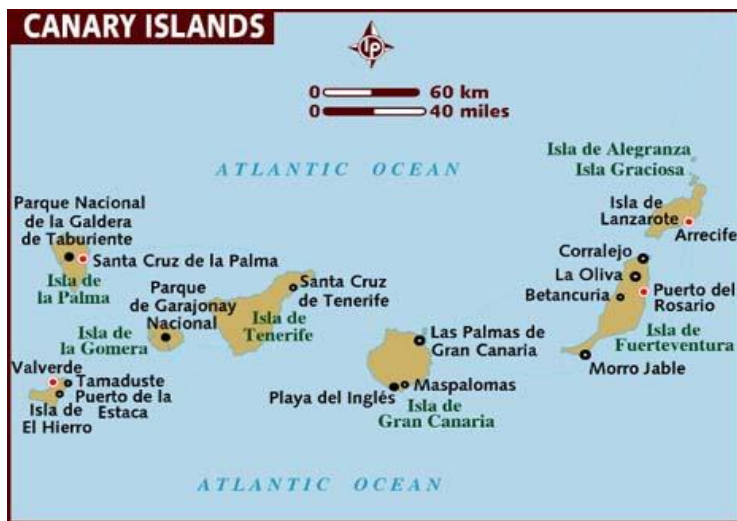 CANARY ISLANDS
lp
0 60 km
0 40 miles
ATLANTIC OCEAN
Isla de Alegranza
Isla Graciosa
Isla de
Lanzarote
Arrecife
Parque Nacional
de la Galdera
de Taburiente
Santa Cruz de la Palma
Isla de
la Palma
Parque
de Garajonay
Nacional
Isla de
la Gomera
Santa Cruz
de Tenerife
Isla de
Tenerife
Corralejo
La Oliva
Betancuria
Puerto del
Rosario
Isla de
Fuerteventura
Morro Jable
Las Palmas de
Gran Canaria
Valverde
Tamaduste
Puerto de la
Estaca
Isla de
El Hierro
Playa del Inglés
Maspalomas
Isla de
Gran Canaria
ATLANTIC OCEAN